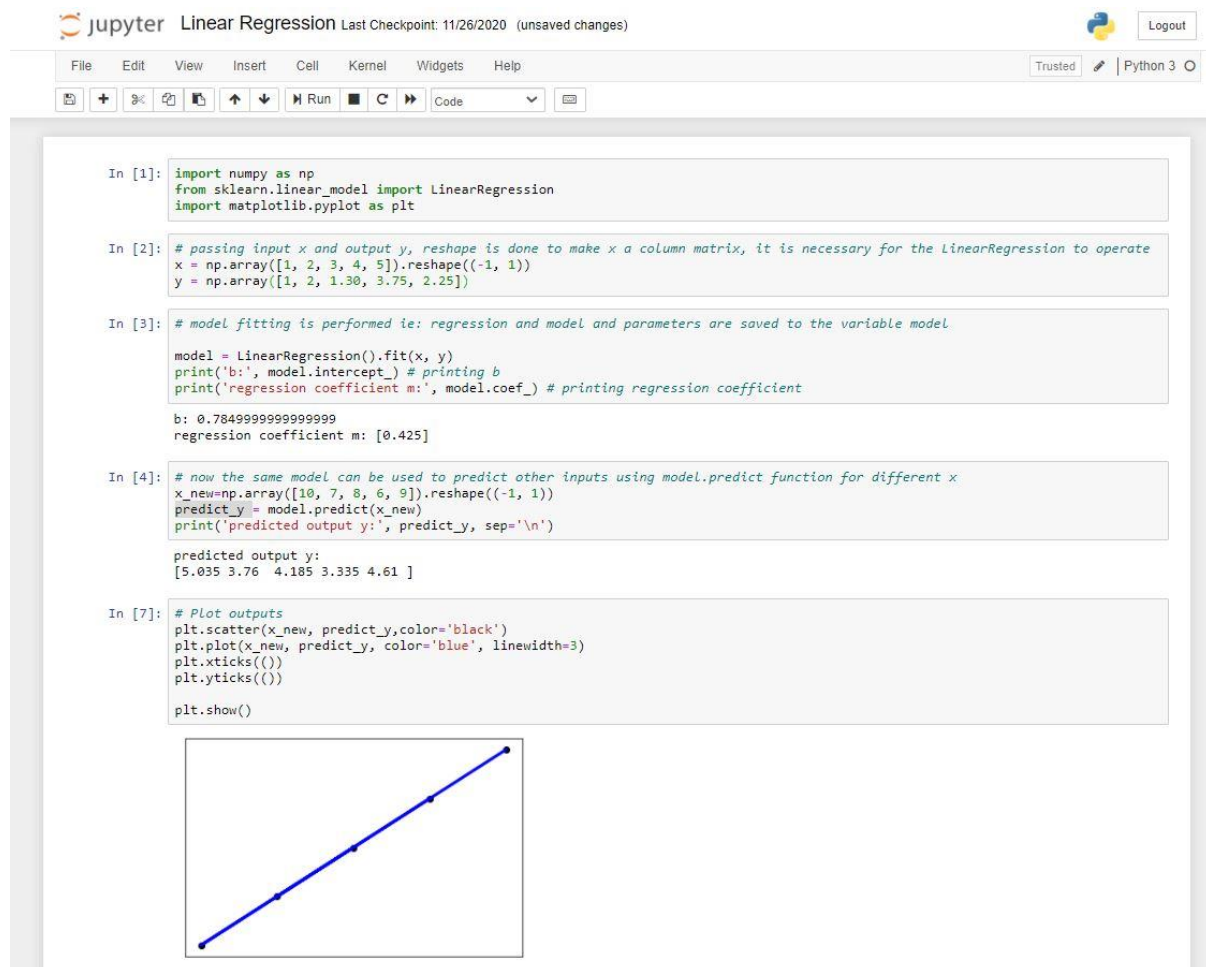 jupyter Linear Regression Last Checkpoint: 11/26/2020 (unsaved changes) Logout
File Edit View Insert Cell Kernel Widgets Help Trusted Python 3
Run Code
In [1]: import numpy as np
from sklearn.linear_model import LinearRegression
import matplotlib.pyplot as plt
In [2]: # passing input x and output y, reshape is done to make x a column matrix, it is necessary for the LinearRegression to operate
x = np.array([1, 2, 3, 4, 5]).reshape((-1, 1))
y = np.array([1, 2, 1.30, 3.75, 2.25])
In [3]: # model fitting is performed ie: regression and model and parameters are saved to the variable model
model = LinearRegression().fit(x, y)
print('b:', model.intercept_) # printing b
print('regression coefficient m:', model.coef_) # printing regression coefficient
b: 0.7849999999999999
regression coefficient m: [0.425]
In [4]: # now the same model can be used to predict other inputs using model.predict function for different x
x_new=np.array([10, 7, 8, 6, 9]).reshape((-1, 1))
predict_y = model.predict(x_new)
print('predicted output y:', predict_y, sep='\n')
predicted output y:
[5.035 3.76  4.185 3.335 4.61 ]
In [7]: # Plot outputs
plt.scatter(x_new, predict_y,color='black')
plt.plot(x_new, predict_y, color='blue', linewidth=3)
plt.xticks(())
plt.yticks(())
plt.show()